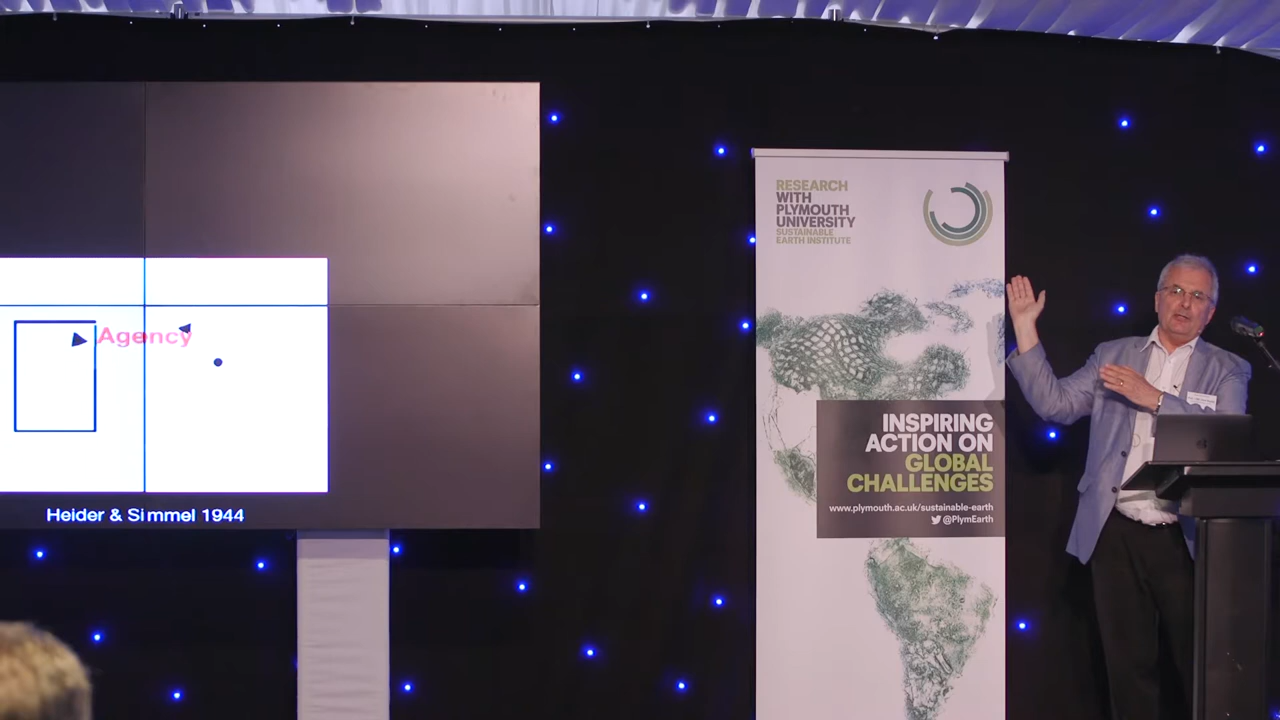 Agency
Heider & Simmel 1944
RESEARCH
WITH
PLYMOUTH
UNIVERSITY
SUSTAINABLE
EARTH INSTITUTE
INSPIRING
ACTION ON
GLOBAL
CHALLENGES
www.plymouth.ac.uk/sustainable-earth
@PlymEarth